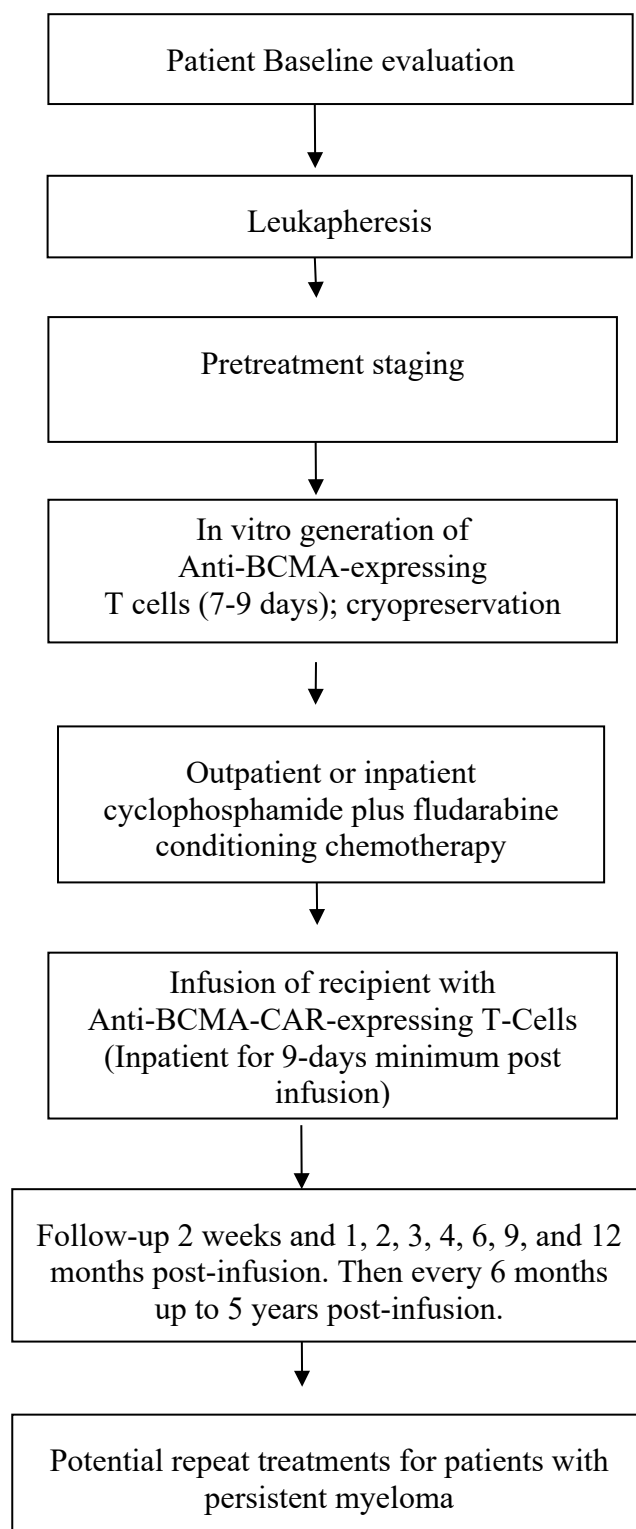 Patient Baseline evaluation
Leukapheresis
Pretreatment staging
In vitro generation of
Anti-BCMA-expressing
T cells (7-9 days); cryopreservation
Outpatient or inpatient
cyclophosphamide plus fludarabine
conditioning chemotherapy
Infusion of recipient with
Anti-BCMA-CAR-expressing T-Cells
(Inpatient for 9-days minimum post
infusion)
Follow-up 2 weeks and 1, 2, 3, 4, 6, 9, and 12
months post-infusion. Then every 6 months
up to 5 years post-infusion.
Potential repeat treatments for patients with
persistent myeloma